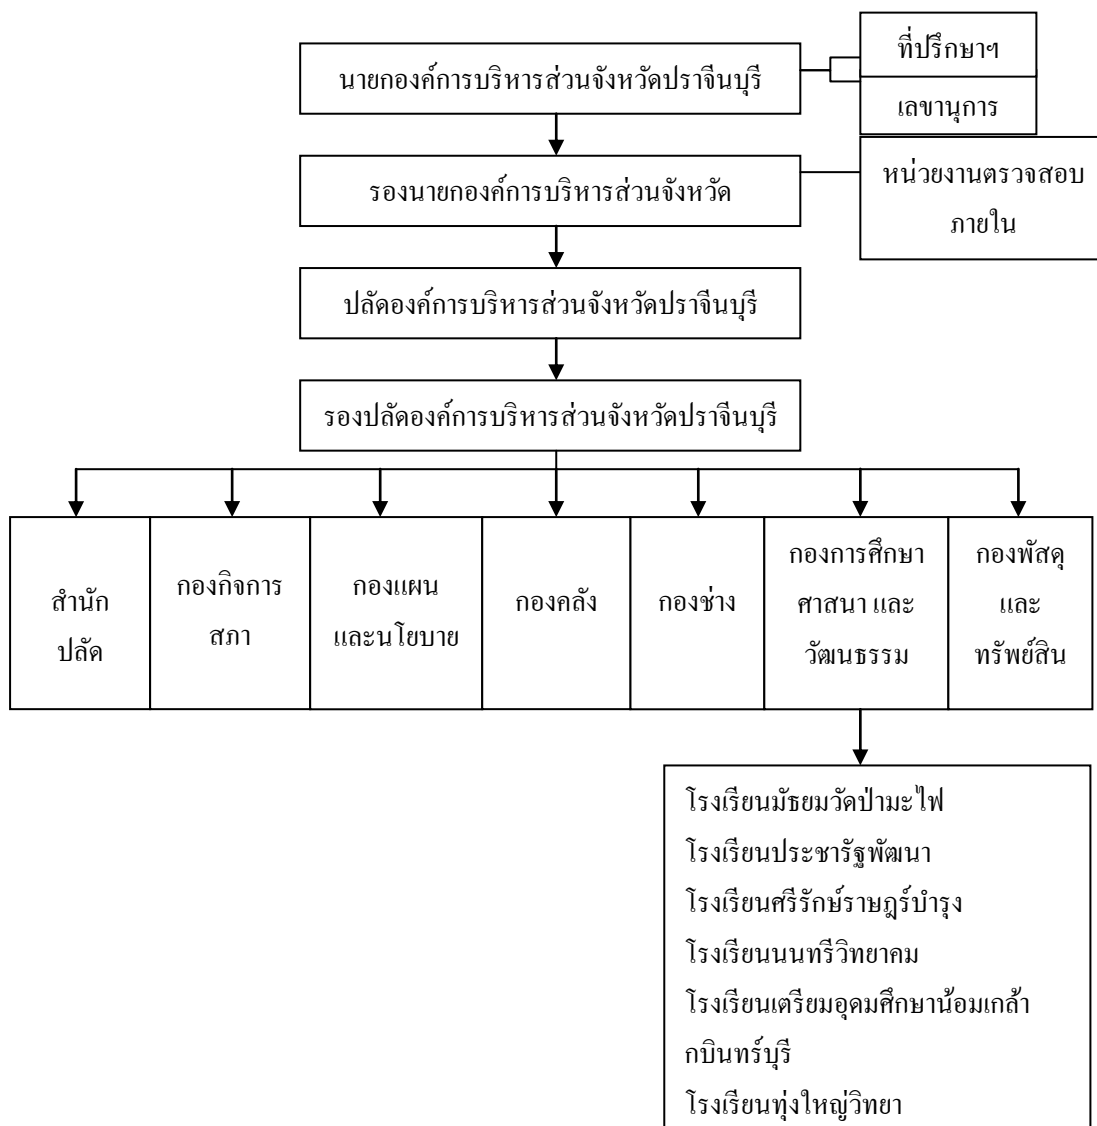 นายกองค์การบริหารส่วนจังหวัดปราจีนบุรี
ที่ปรึกษาฯ
เลขานุการ
รองนายกองค์การบริหารส่วนจังหวัด
หน่วยงานตรวจสอบ
ภายใน
ปลัดองค์การบริหารส่วนจังหวัดปราจีนบุรี
รองปลัดองค์การบริหารส่วนจังหวัดปราจีนบุรี
สำนัก
ปลัด
กองกิจการ
สภา
กองแผน
และนโยบาย
กองคลัง
กองช่าง
กองการศึกษา
ศาสนา และ
วัฒนธรรม
กองพัสดุ
และ
ทรัพย์สิน
โรงเรียนมัธยมวัดป่ามะไฟ
โรงเรียนประชารัฐพัฒนา
โรงเรียนศรีรักษ์ราษฎร์บำรุง
โรงเรียนนนทรีวิทยาคม
โรงเรียนเตรียมอุดมศึกษาน้อมเกล้า
กบินทร์บุรี
โรงเรียนทุ่งใหญ่วิทยา